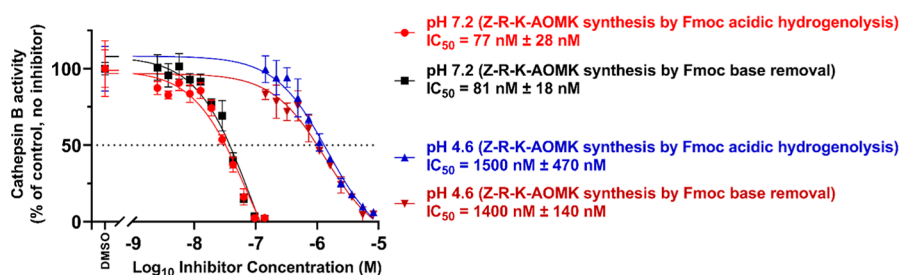 Cathepsin B activity
(% of control, no inhibitor)
100
50
0
DMSO
-9
-8
-7
-6
-5
Log10 Inhibitor Concentration (M)
pH 7.2 (Z-R-K-AOMK synthesis by Fmoc acidic hydrogenolysis)
IC50 = 77 nM ± 28 nM
pH 7.2 (Z-R-K-AOMK synthesis by Fmoc base removal)
IC50 = 81 nM ± 18 nM
pH 4.6 (Z-R-K-AOMK synthesis by Fmoc acidic hydrogenolysis)
IC50 = 1500 nM ± 470 nM
pH 4.6 (Z-R-K-AOMK synthesis by Fmoc base removal)
IC50 = 1400 nM ± 140 nM